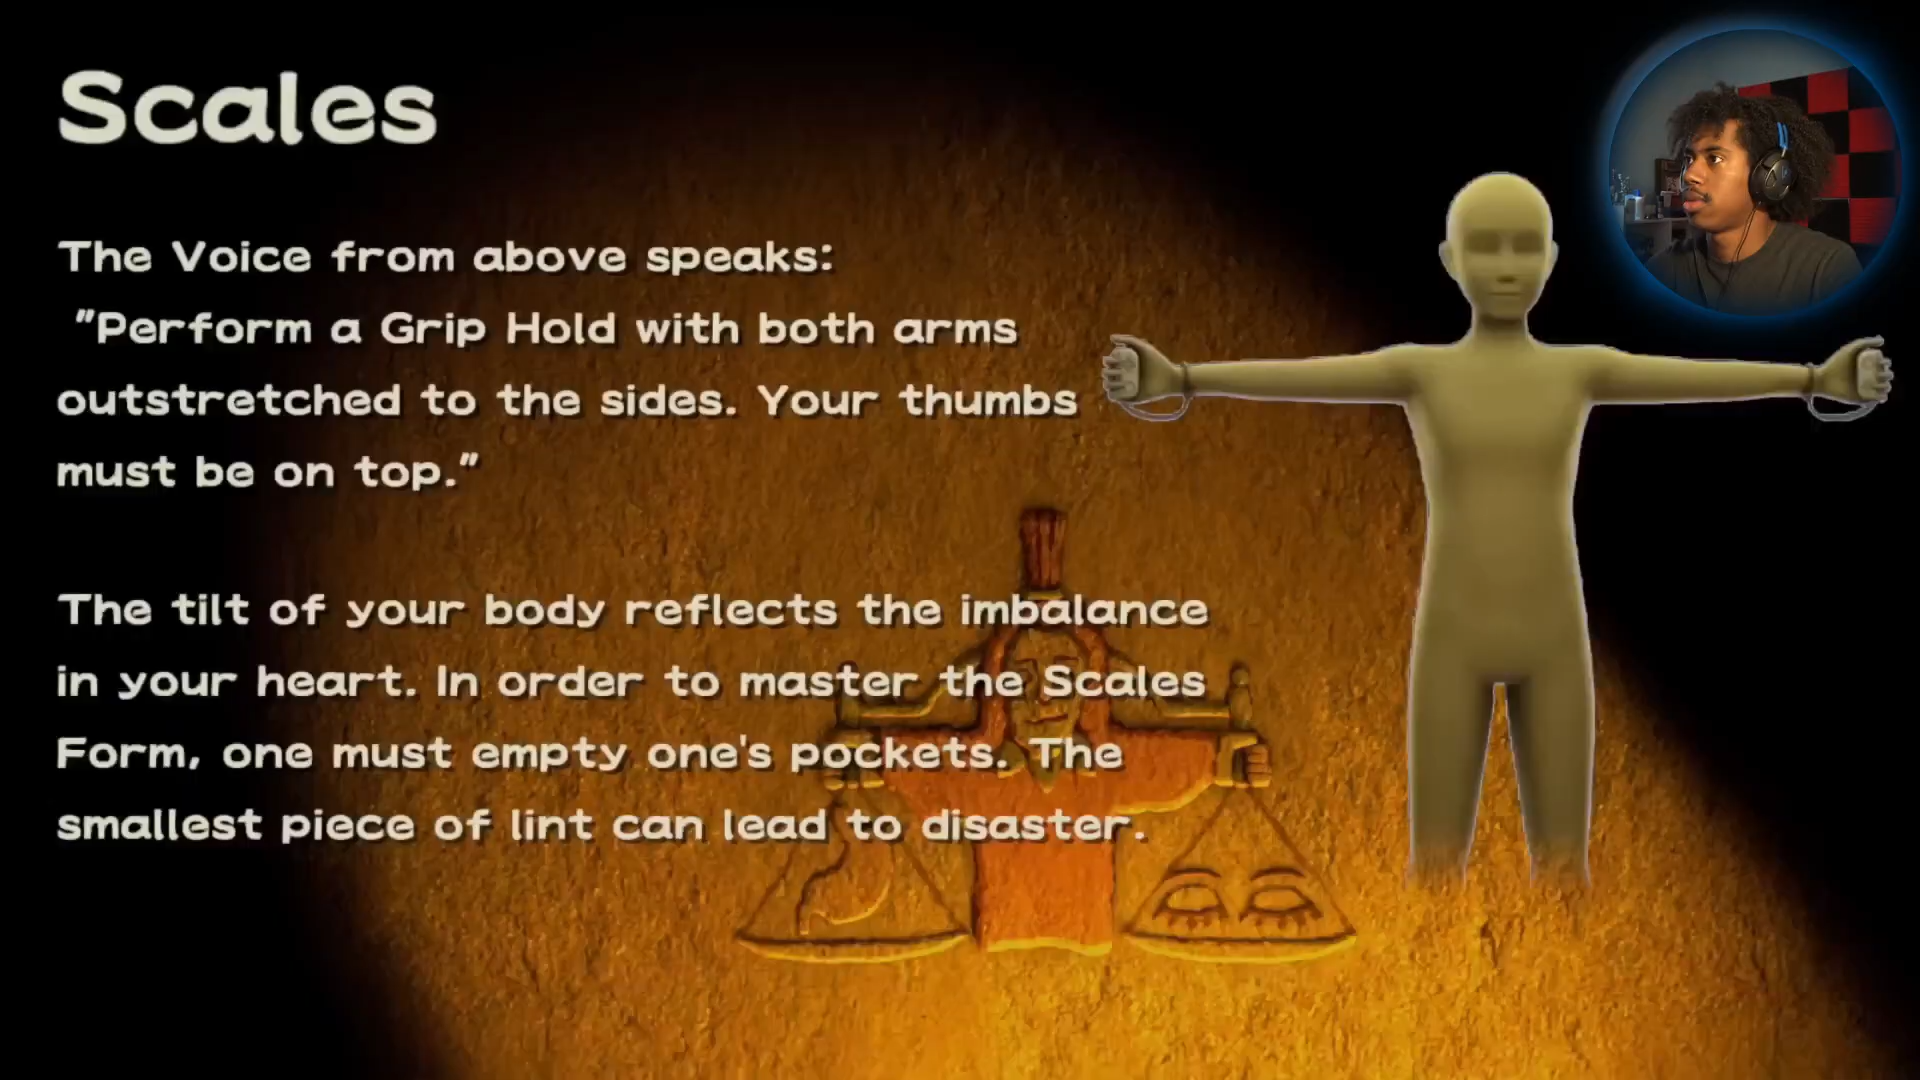 Scales
The Voice from above speaks:
"Perform a Grip Hold with both arms
outstretched to the sides. Your thumbs
must be on top."
The tilt of your body reflects the imbalance
in your heart. In order to master the Scales
Form, one must empty one's pockets. The
smallest piece of lint can lead to disaster.